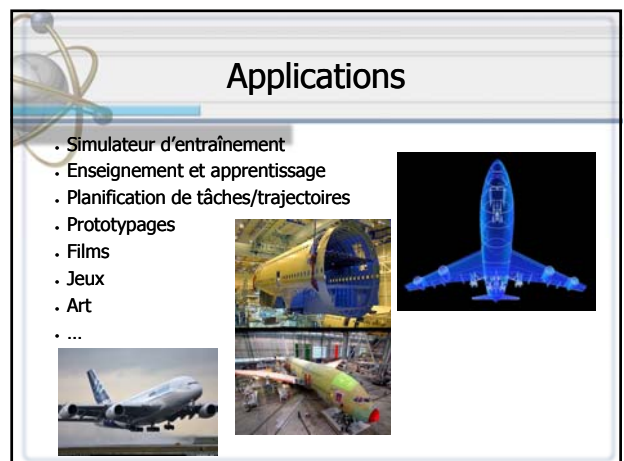 Applications
• Simulateur d'entraînement
• Enseignement et apprentissage
• Planification de tâches/trajectoires
• Prototypages
• Films
• Jeux
• Art
• ...